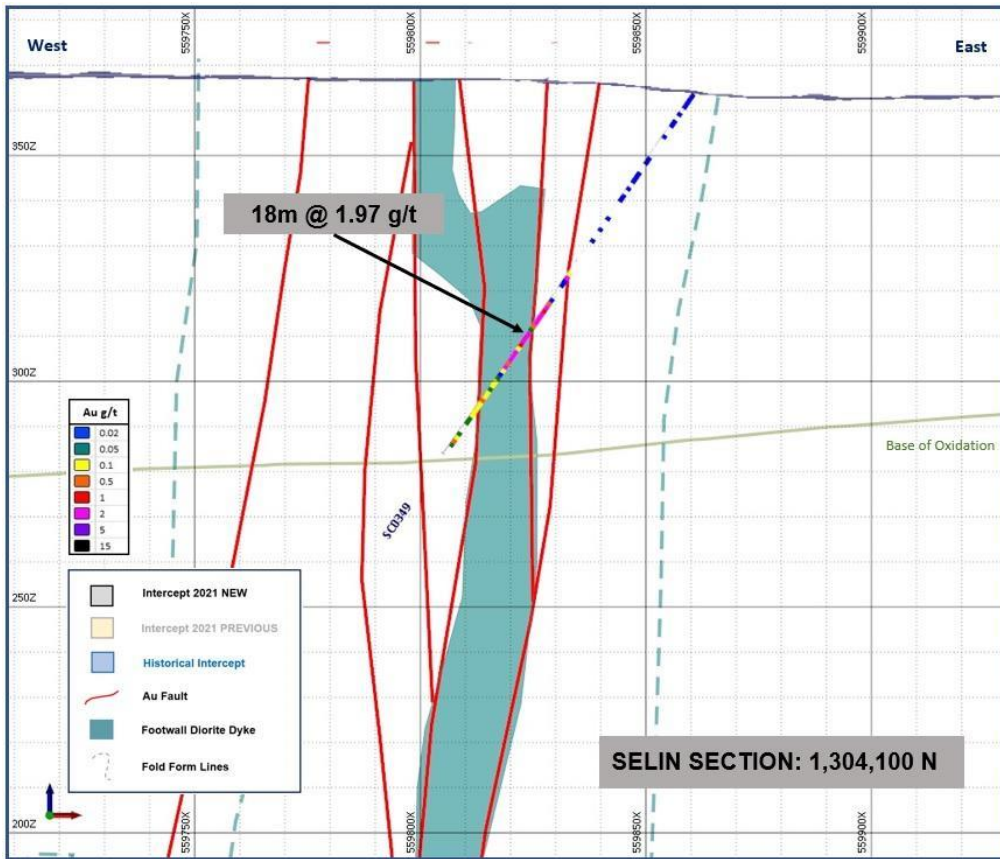 559750X
559800X
559850X
559900X
West
East
350Z
18m @ 1.97 g/t
300Z
Au g/t
0.02
0.05
0.1
0.5
1
2
5
15
Base of Oxidation
SC0349
250Z
Intercept 2021 NEW
Intercept 2021 PREVIOUS
Historical Intercept
Au Fault
Footwall Diorite Dyke
Fold Form Lines
SELIN SECTION: 1,304,100 N
200Z
559750X
559800X
559850X
559900X